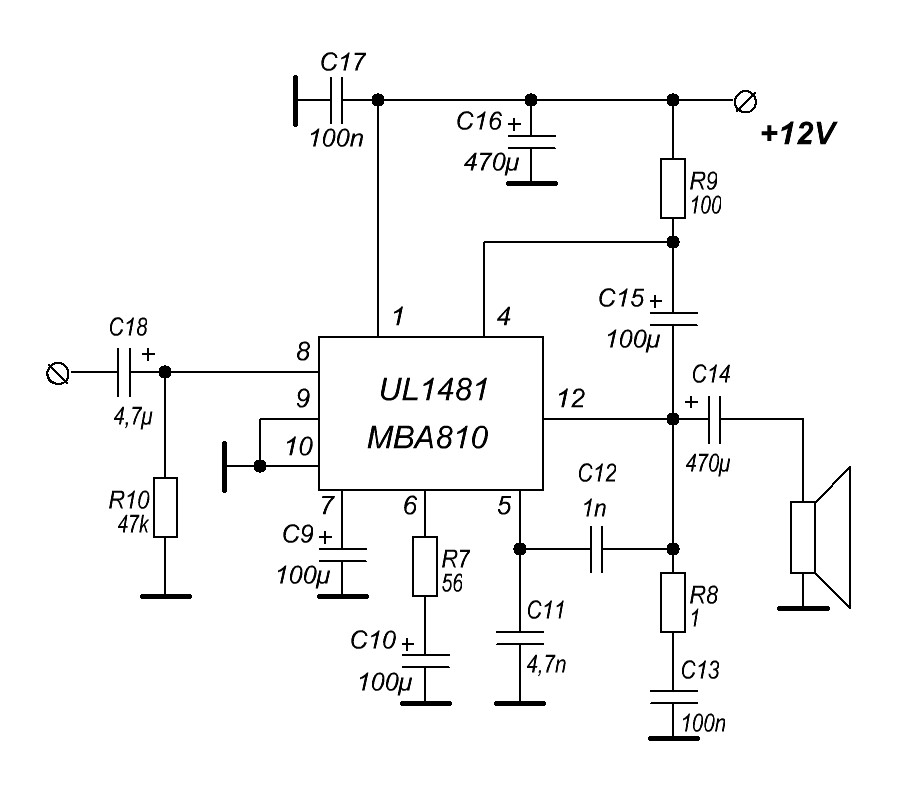 C17
100n
C16 +
470µ
+12V
R9
100
1
4
C15 +
100µ
C18
+
4,7µ
8
9
10
UL1481
MBA810
12
C14
+
470µ
R10
47k
7
6
5
C12
1n
C9 +
100µ
R7
56
C10 +
100µ
C11
4,7n
R8
1
C13
100n